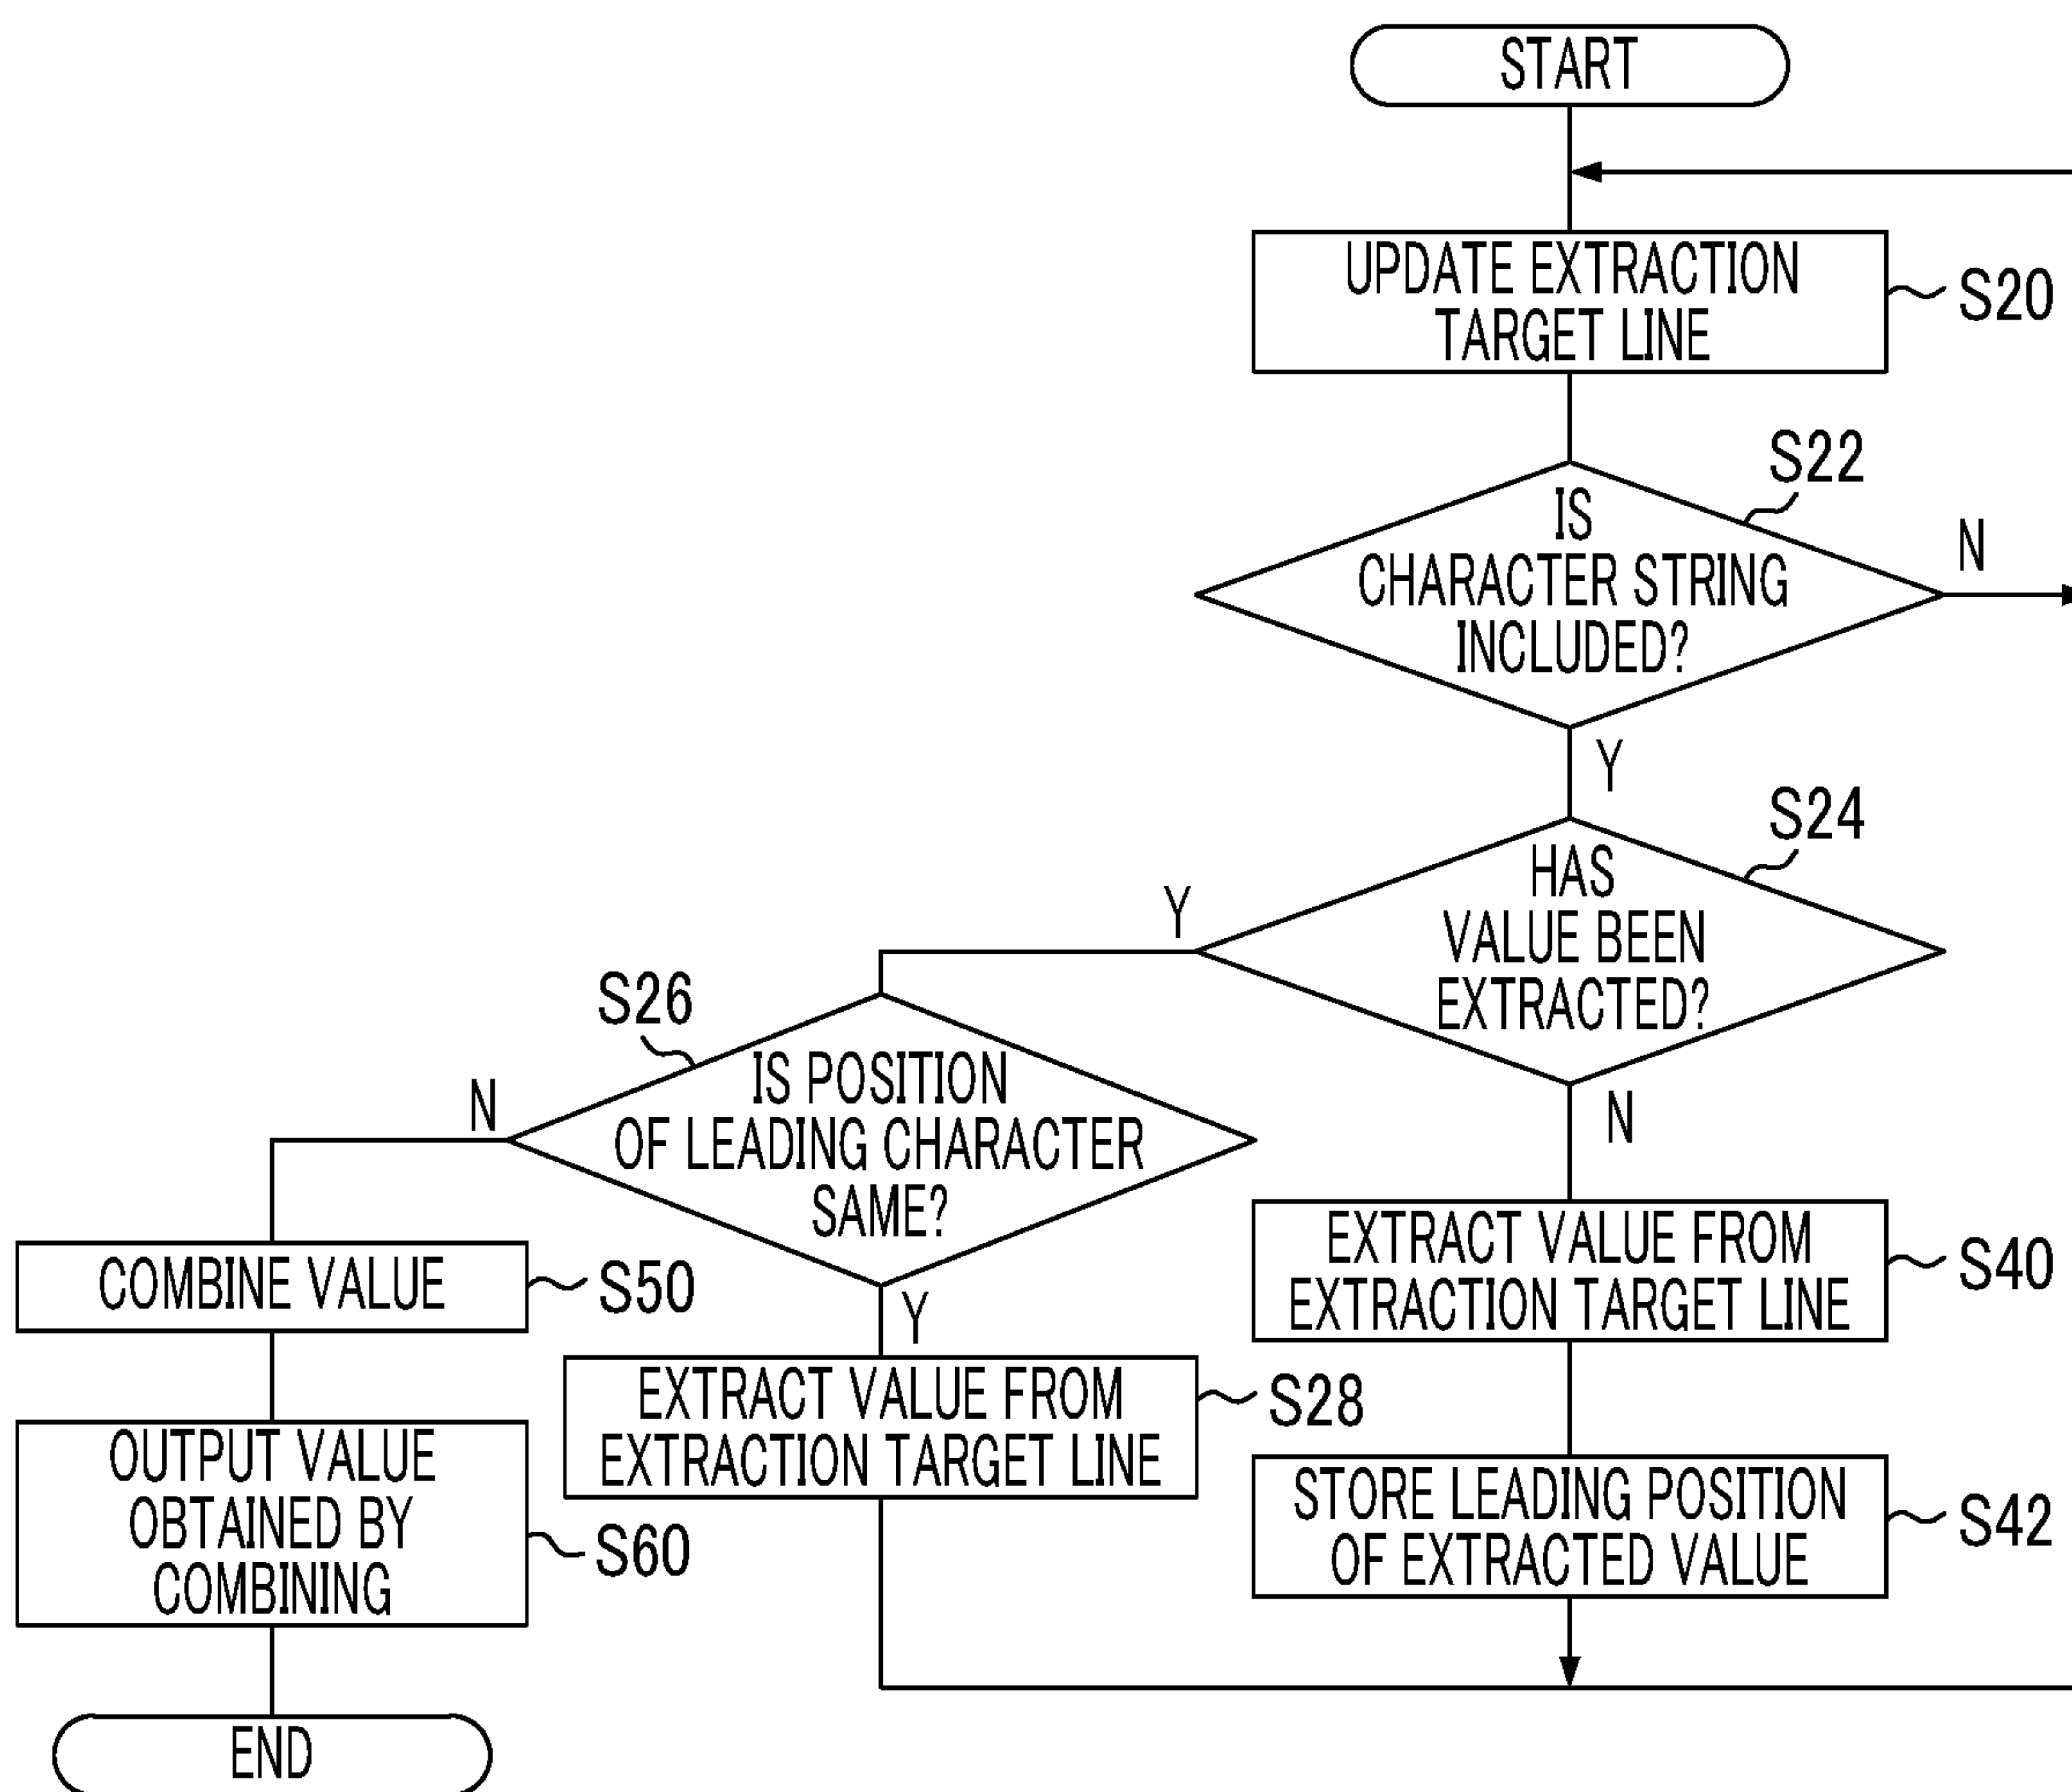 START
UPDATE EXTRACTION
TARGET LINE
S20
S22
IS
CHARACTER STRING
INCLUDED?
N
Y
S24
HAS
VALUE BEEN
EXTRACTED?
Y
N
S26
IS POSITION
OF LEADING CHARACTER
SAME?
N
Y
EXTRACT VALUE FROM
EXTRACTION TARGET LINE
S40
COMBINE VALUE
S50
EXTRACT VALUE FROM
EXTRACTION TARGET LINE
S28
STORE LEADING POSITION
OF EXTRACTED VALUE
S42
OUTPUT VALUE
OBTAINED BY
COMBINING
S60
END